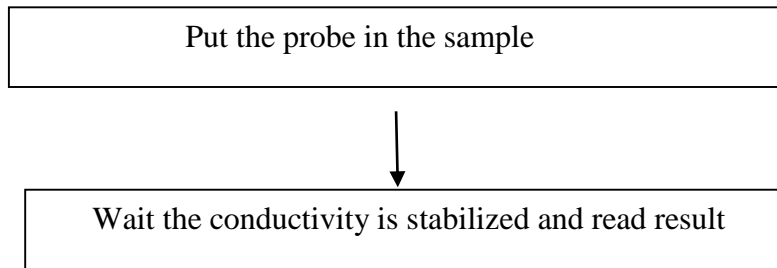 Put the probe in the sample
Wait the conductivity is stabilized and read result